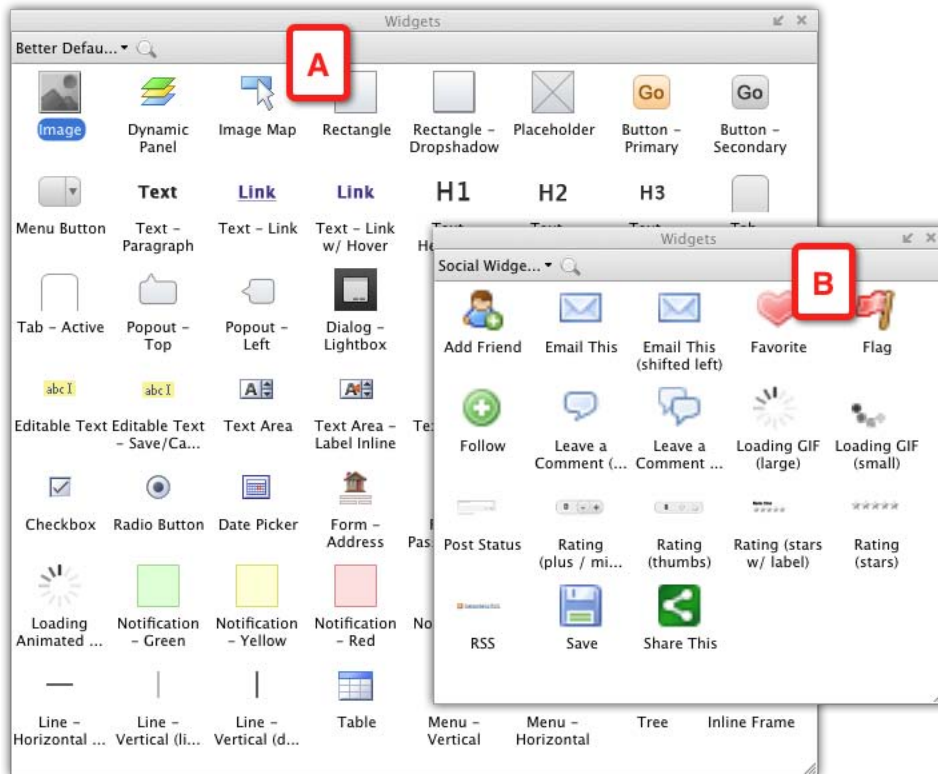 Widgets
Better Defau...
A
Go
Go
Image
Dynamic
Panel
Image Map
Rectangle
Rectangle –
Dropshadow
Placeholder
Button –
Primary
Button –
Secondary
Text
Link
Link
H1
H2
H3
Menu Button
Text –
Paragraph
Text – Link
Text – Link
w/ Hover
Tab – Active
Popout –
Top
Popout –
Left
Dialog –
Lightbox
abc I
abc I
A
A
Editable Text
Editable Text
– Save/Ca...
Text Area
Text Area –
Label Inline
Checkbox
Radio Button
Date Picker
Form –
Address
Loading
Animated ...
Notification
– Green
Notification
– Yellow
Notification
– Red
Line –
Horizontal ...
Line –
Vertical (li...
Line –
Vertical (d...
Table
Menu –
Vertical
Menu –
Horizontal
Tree
Inline Frame
Widgets
Social Widge...
B
Add Friend
Email This
Email This
(shifted left)
Favorite
Flag
Follow
Leave a
Comment (...
Leave a
Comment ...
Loading GIF
(large)
Loading GIF
(small)
Post Status
Rating
(plus / mi...
Rating
(thumbs)
Rating (stars
w/ label)
Rating
(stars)
RSS
Save
Share This